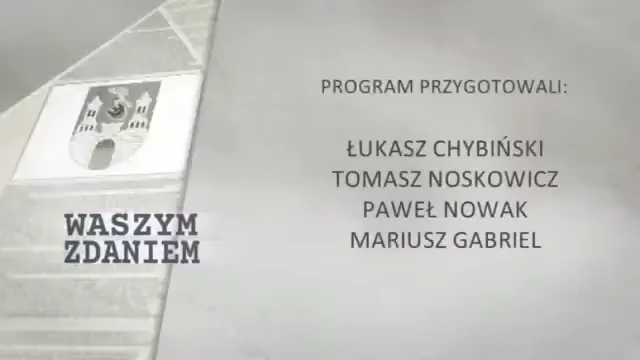 PROGRAM PRZYGOTOWALI:
ŁUKASZ CHYBIŃSKI
TOMASZ NOSKOWICZ
PAWEŁ NOWAK
MARIUSZ GABRIEL
WASZYM
ZDANIEM